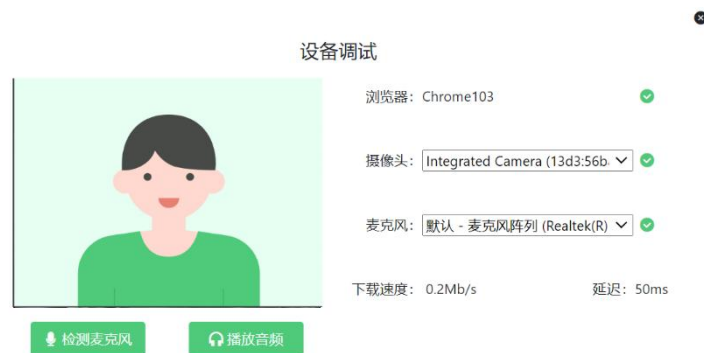 设备调试
浏览器： Chrome103
摄像头： Integrated Camera (13d3:56b
麦克风： 默认 - 麦克风阵列 (Realtek(R)
下载速度： 0.2Mb/s 延迟： 50ms
检测麦克风 播放音频